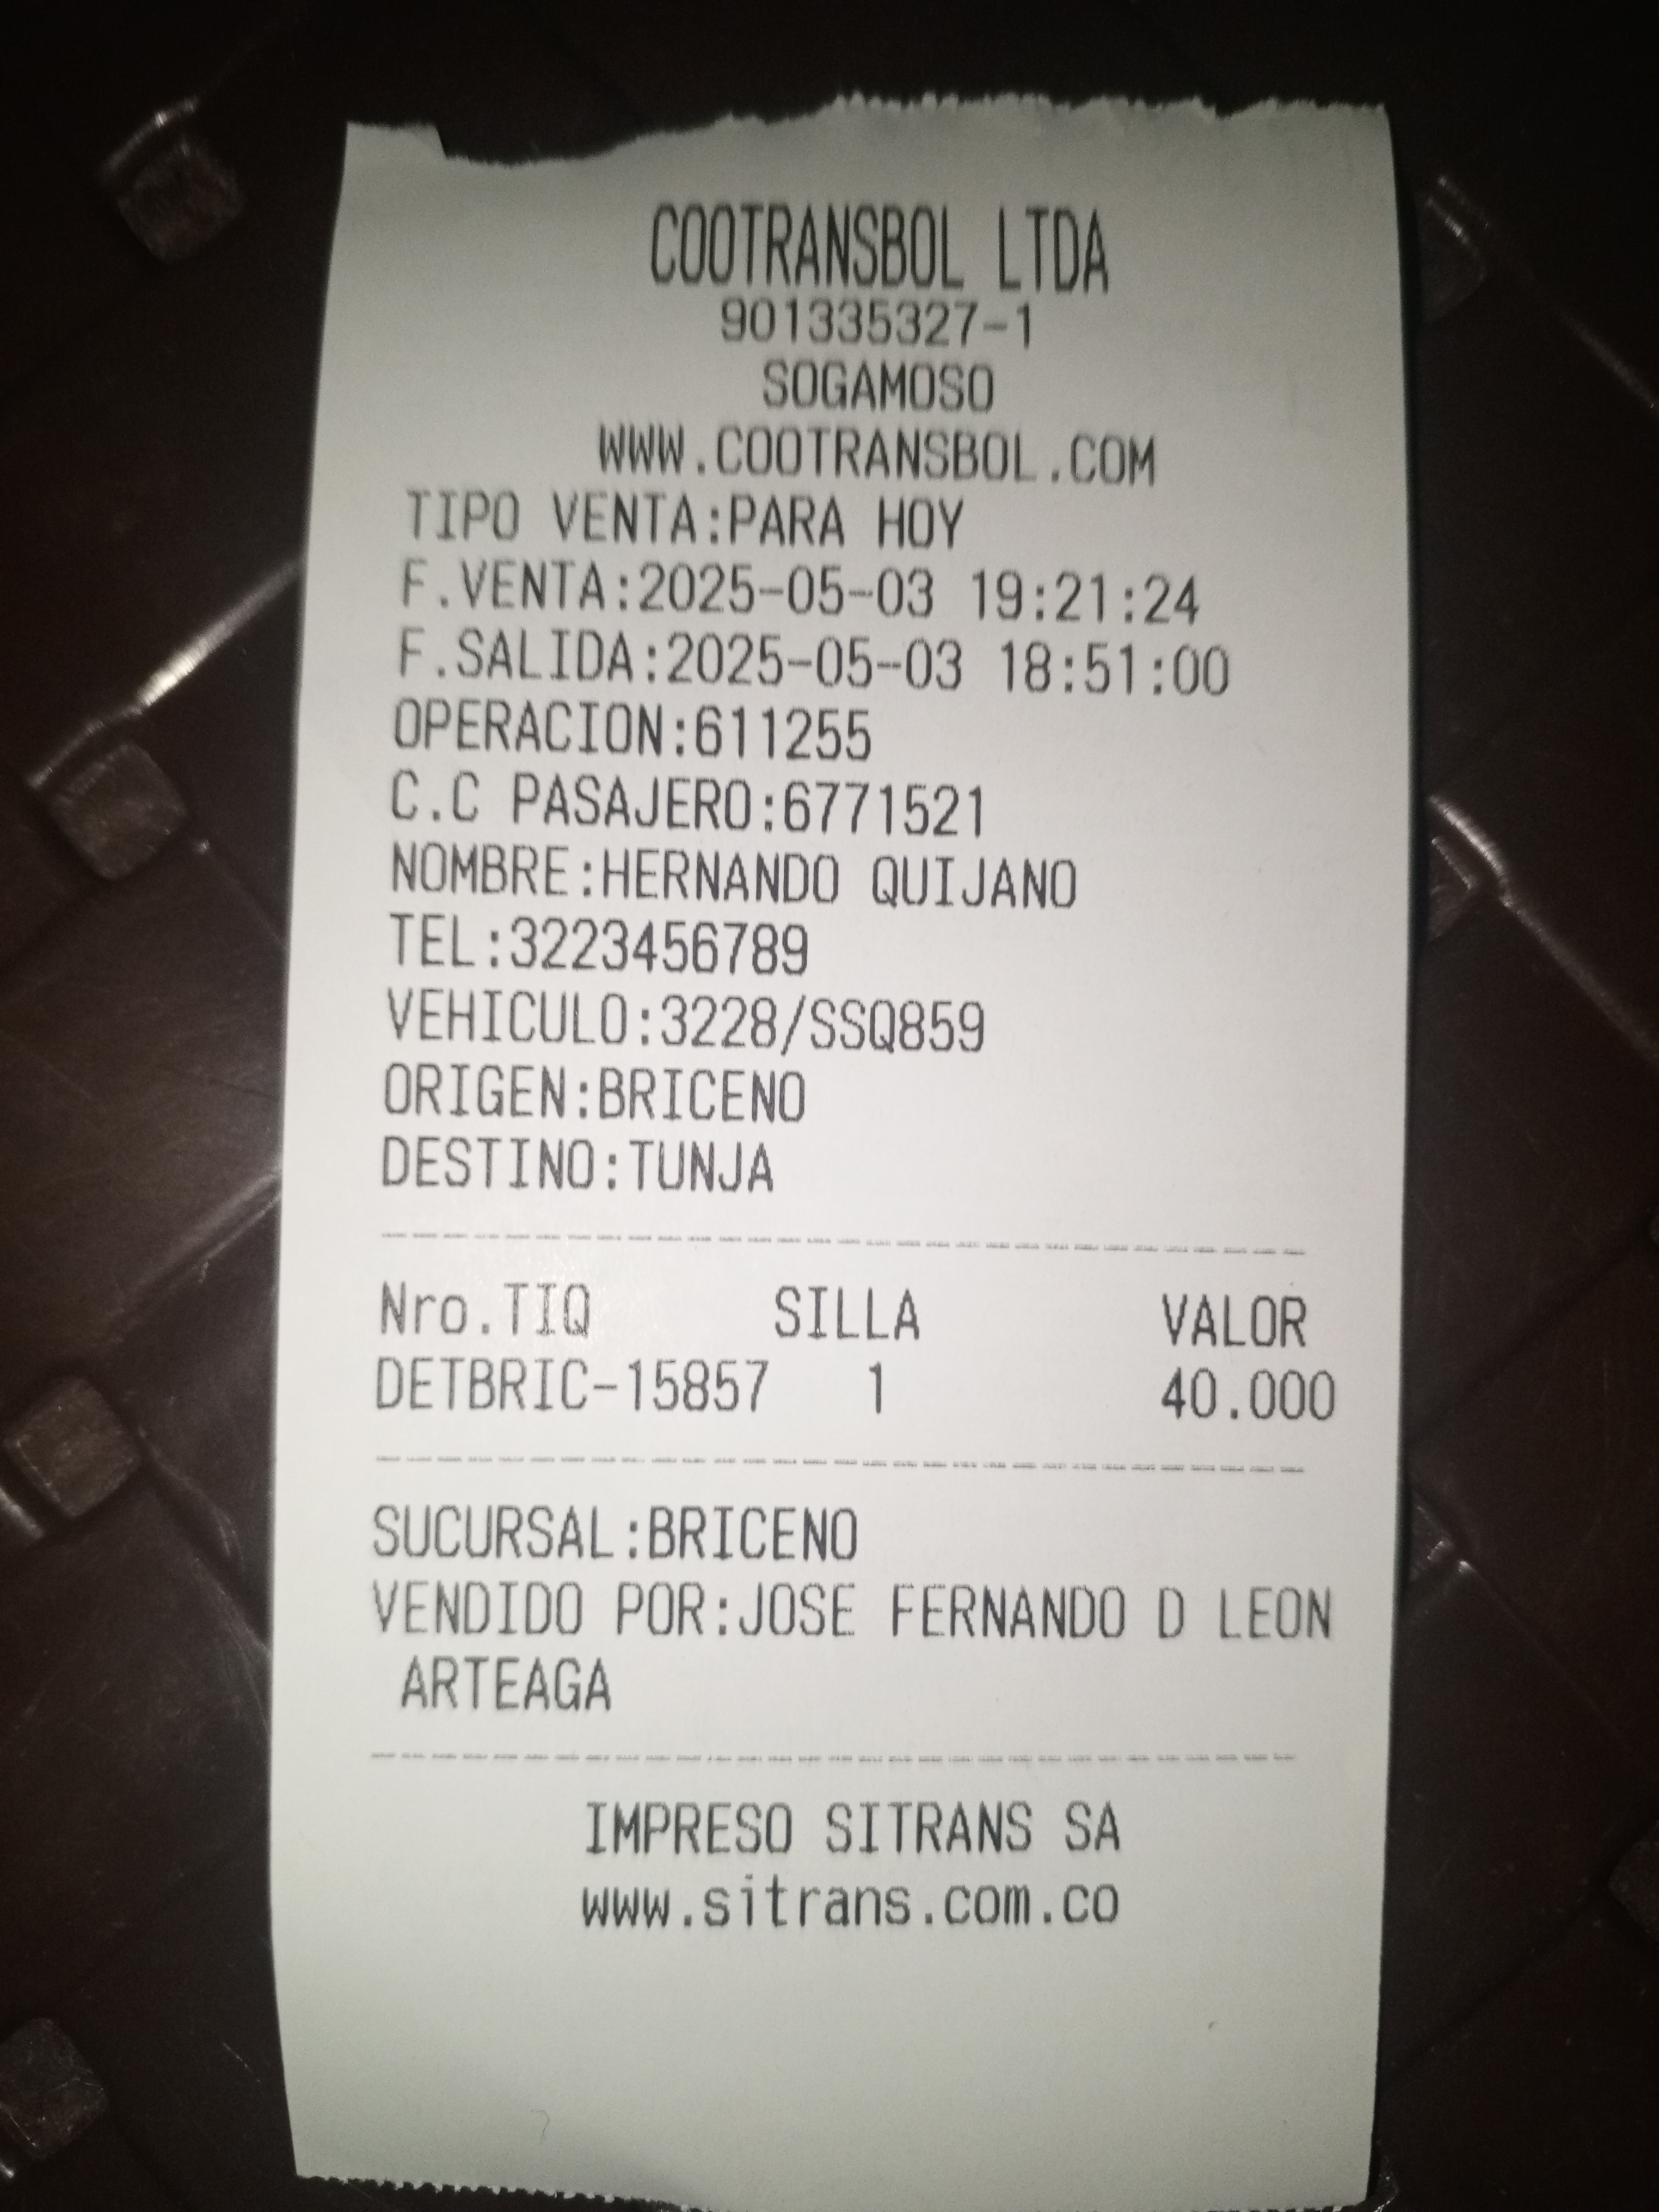 COOTRANSBOL LTDA
901335327-1
SOGAMOSO
WWW.COOTRANSBOL.COM
TIPO VENTA:PARA HOY
F.VENTA:2025-05-03 19:21:24
F.SALIDA:2025-05-03 18:51:00
OPERACION:611255
C.C PASAJERO:6771521
NOMBRE:HERNANDO QUIJANO
TEL:3223456789
VEHICULO:3228/SSQ859
ORIGEN:BRICENO
DESTINO:TUNJA
Nro.TIQ SILLA VALOR
DETBRIC-15857 1 40.000
SUCURSAL:BRICENO
VENDIDO POR:JOSE FERNANDO D LEON
ARTEAGA
IMPRESO SITRANS SA
www.sitrans.com.co